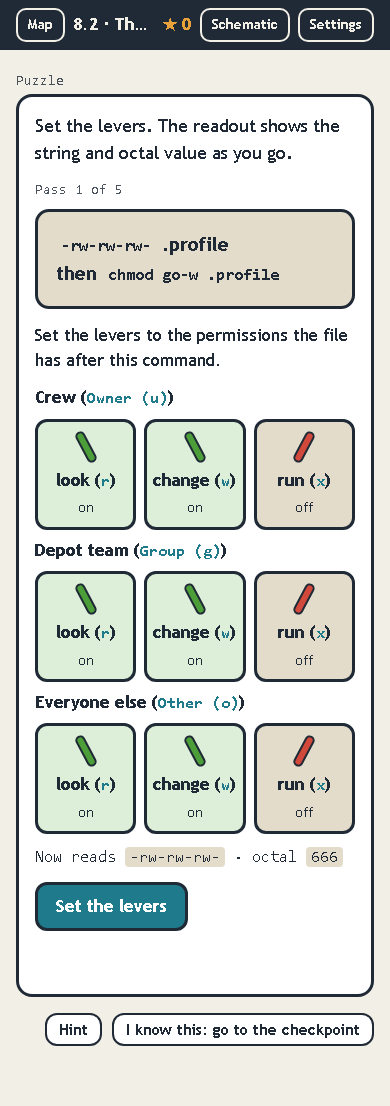 Map
8.2 · Th...
★ 0
Schematic
Settings
Puzzle
Set the levers. The readout shows the
string and octal value as you go.
Pass 1 of 5
-rw-rw-rw- .profile
then chmod go-w .profile
Set the levers to the permissions the file
has after this command.
Crew (Owner (u))
look (r)
on
change (w)
on
run (x)
off
Depot team (Group (g))
look (r)
on
change (w)
on
run (x)
off
Everyone else (Other (o))
look (r)
on
change (w)
on
run (x)
off
Now reads -rw-rw-rw- · octal 666
Set the levers
Hint
I know this: go to the checkpoint